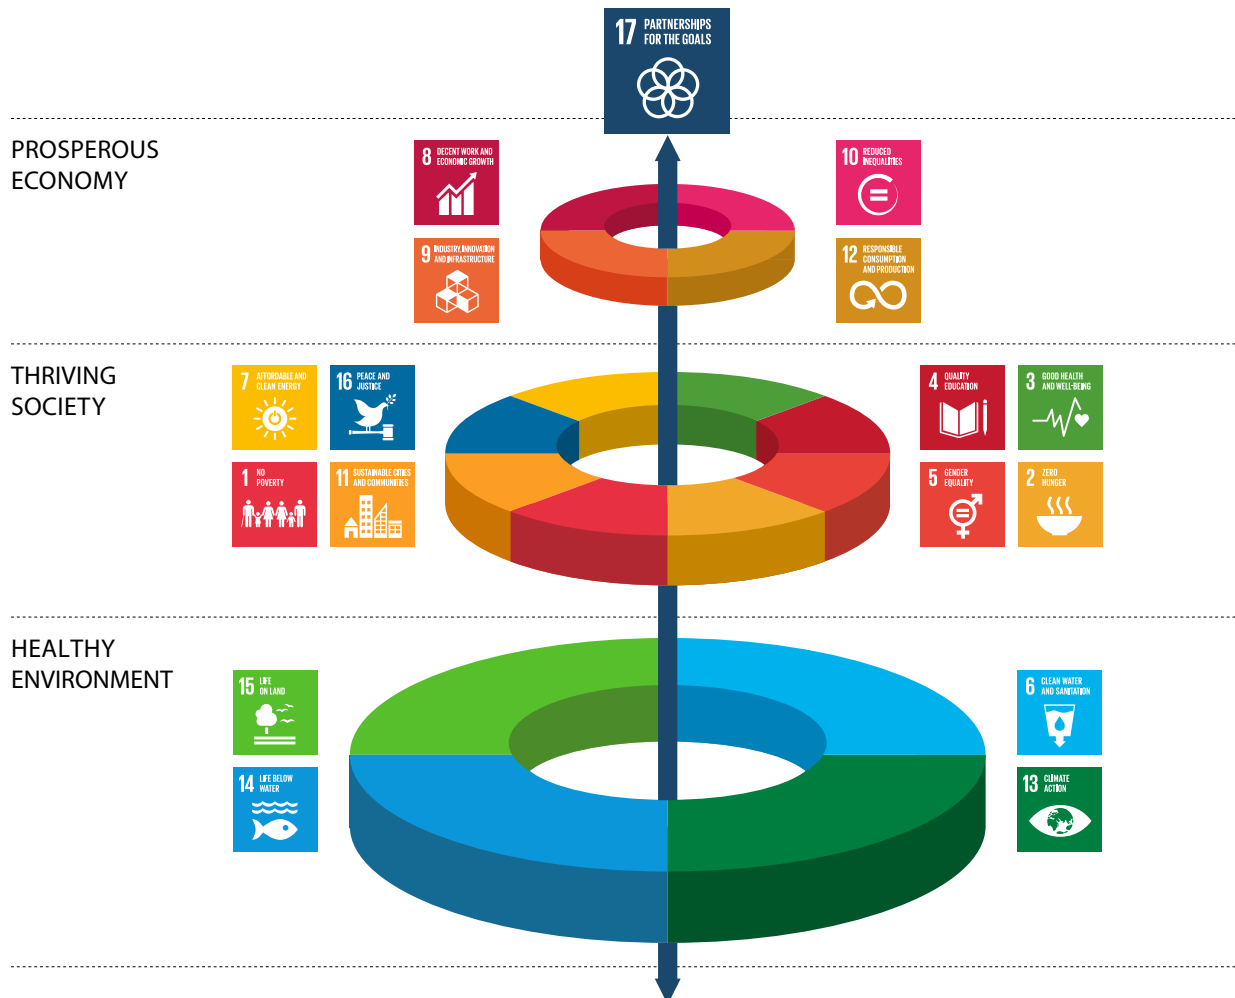 17 PARTNERSHIPS
FOR THE GOALS
PROSPEROUS
ECONOMY
8 DECENT WORK AND
ECONOMIC GROWTH
10 REDUCED
INEQUALITIES
9 INDUSTRY, INNOVATION
AND INFRASTRUCTURE
12 RESPONSIBLE
CONSUMPTION
AND PRODUCTION
THRIVING
SOCIETY
7 AFFORDABLE AND
CLEAN ENERGY
16 PEACE AND
JUSTICE
4 QUALITY
EDUCATION
3 GOOD HEALTH
AND WELL-BEING
1 NO
POVERTY
11 SUSTAINABLE CITIES
AND COMMUNITIES
5 GENDER
EQUALITY
2 ZERO
HUNGER
HEALTHY
ENVIRONMENT
15 LIFE
ON LAND
6 CLEAN WATER
AND SANITATION
14 LIFE BELOW
WATER
13 CLIMATE
ACTION